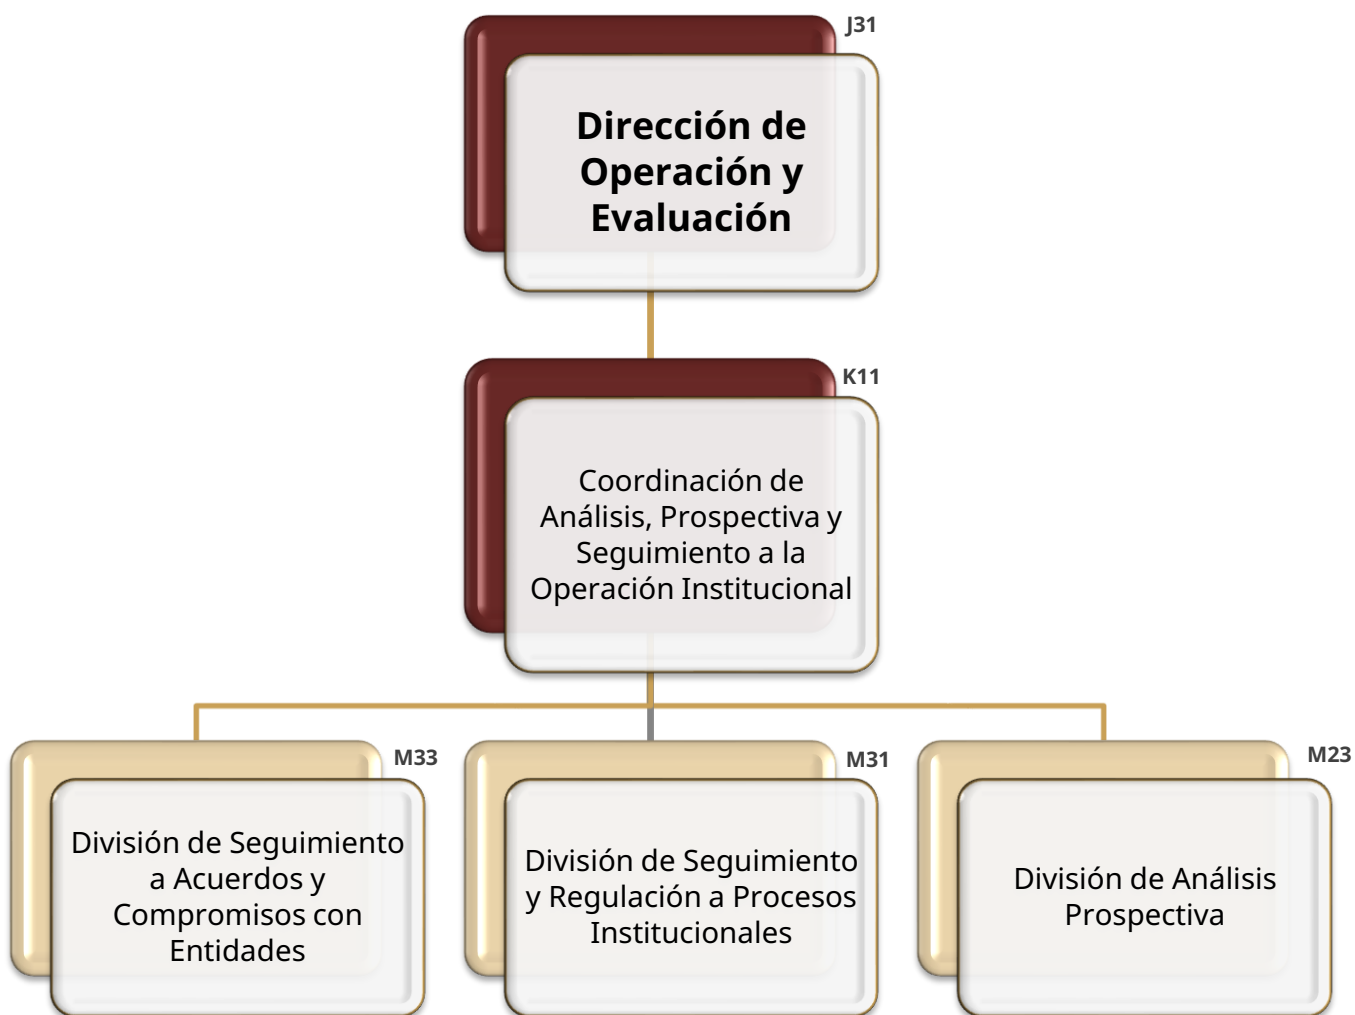 J31
Dirección de
Operación y
Evaluación
K11
Coordinación de
Análisis, Prospectiva y
Seguimiento a la
Operación Institucional
M33
División de Seguimiento
a Acuerdos y
Compromisos con
Entidades
M31
División de Seguimiento
y Regulación a Procesos
Institucionales
M23
División de Análisis
Prospectiva